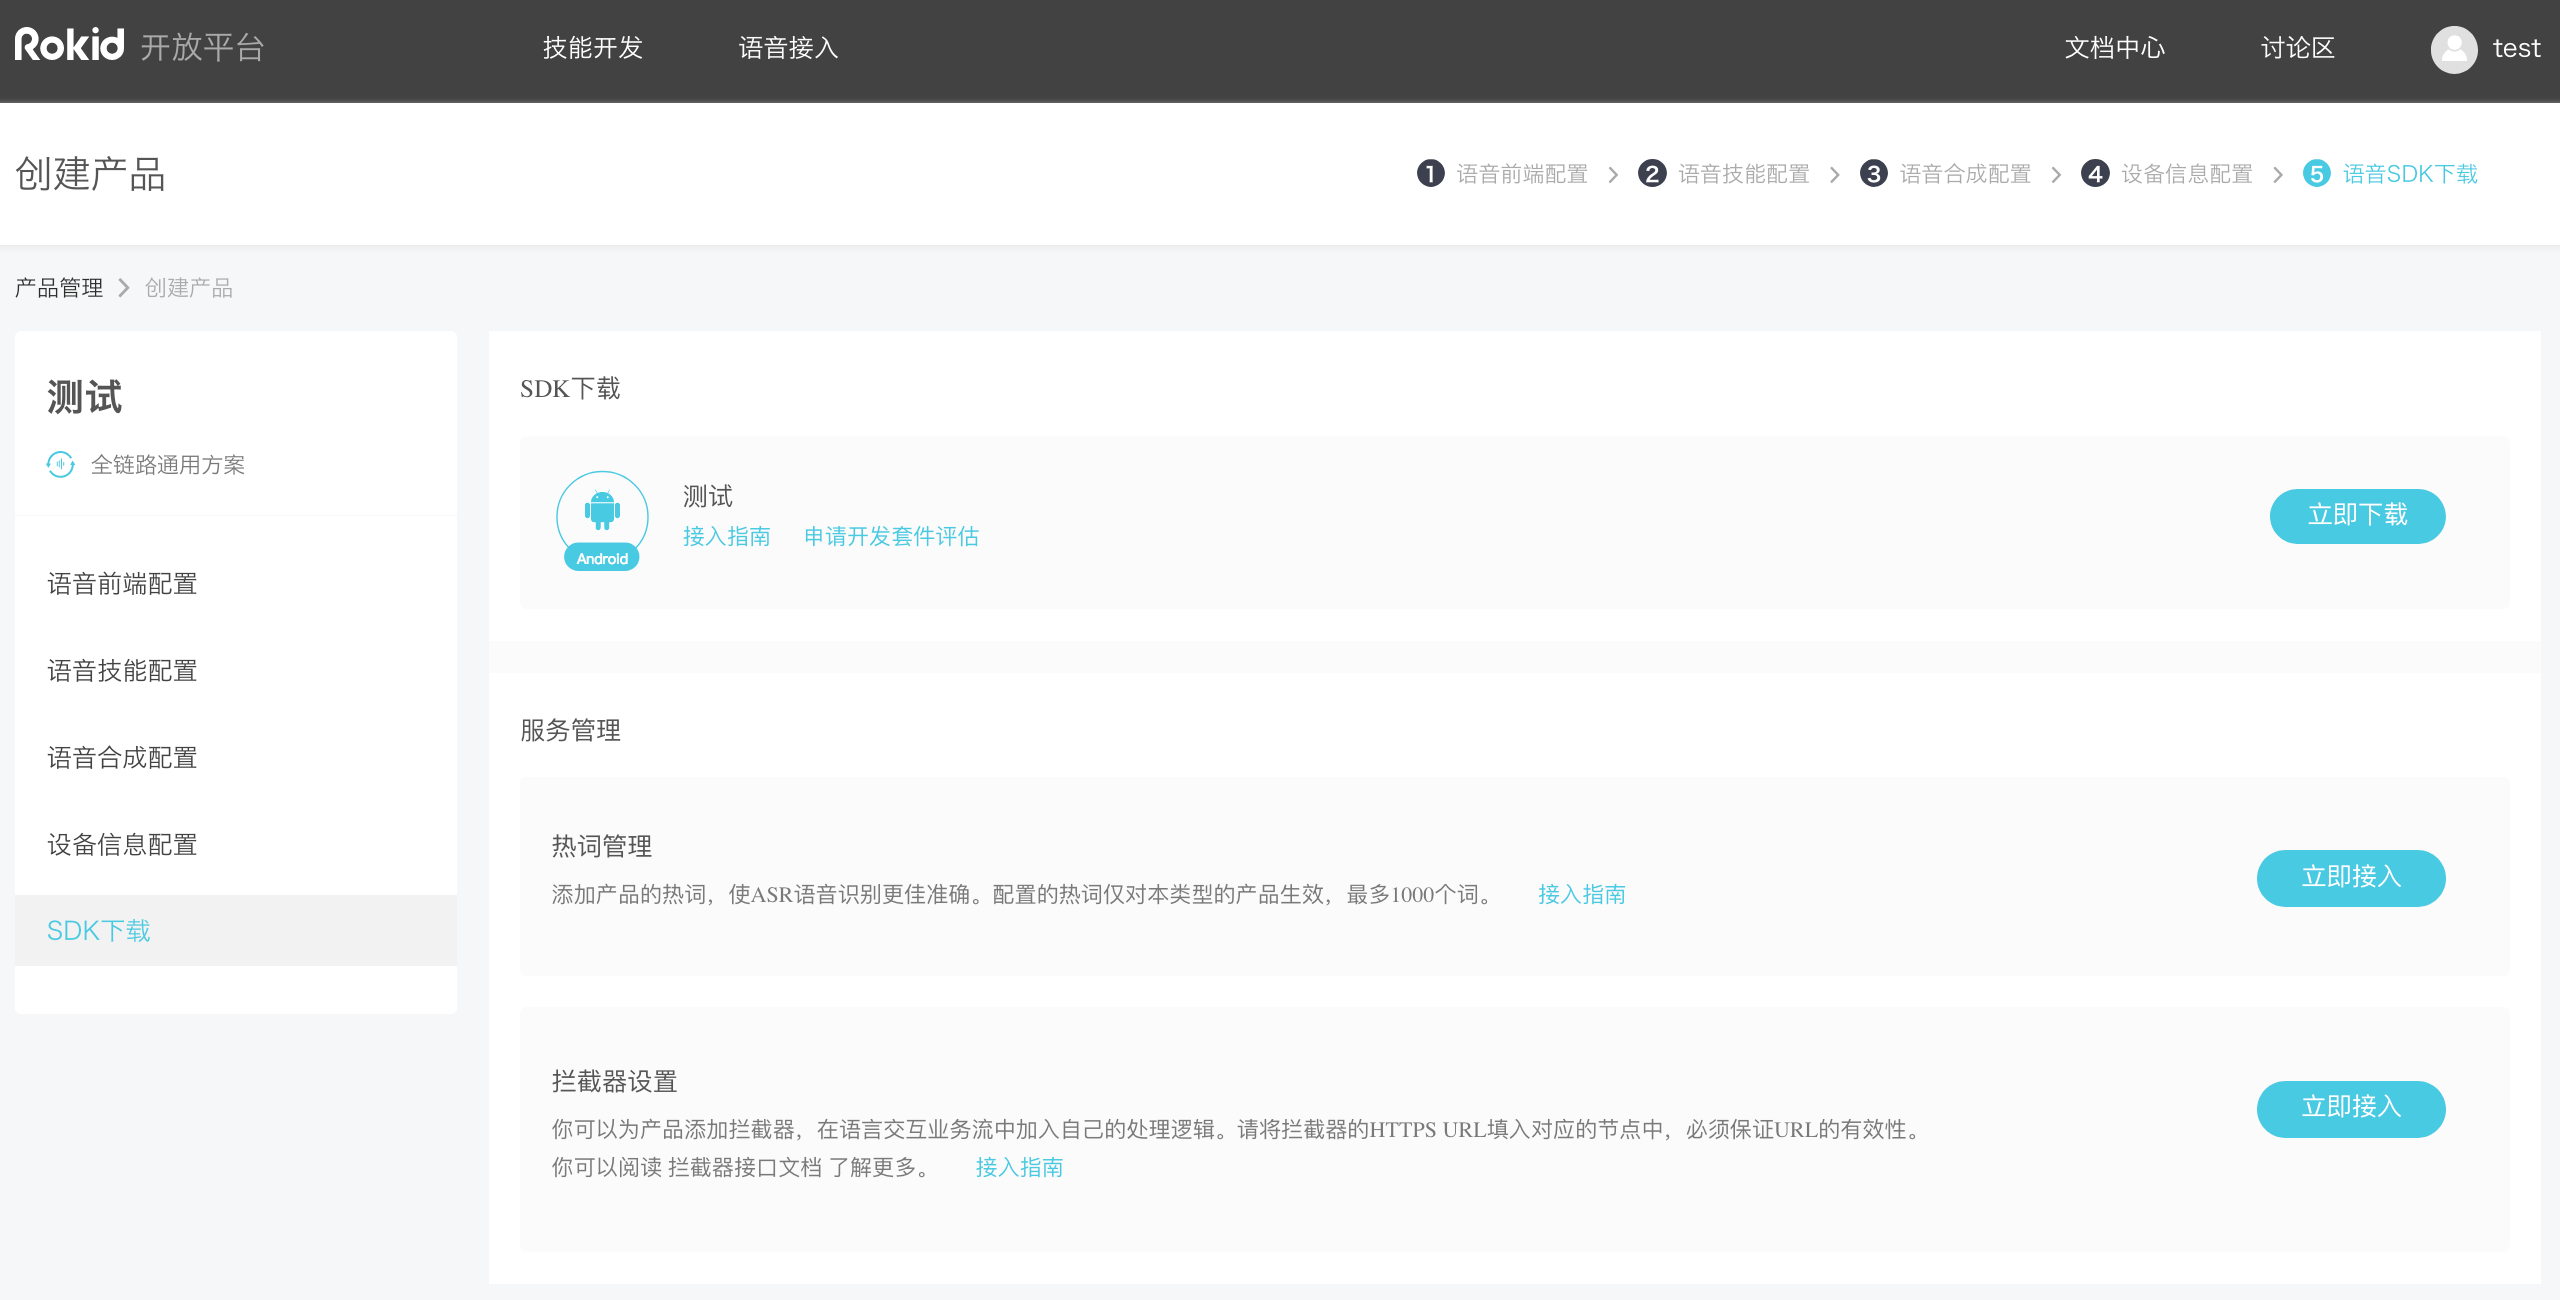 Rokid 开放平台 技能开发 语音接入 文档中心 讨论区 test
创建产品 1 语音前端配置 2 语音技能配置 3 语音合成配置 4 设备信息配置 5 语音SDK下载
产品管理 创建产品
测试
全链路通用方案
语音前端配置
语音技能配置
语音合成配置
设备信息配置
SDK下载
SDK下载
Android
测试
接入指南 申请开发套件评估
立即下载
服务管理
热词管理
添加产品的热词，使ASR语音识别更佳准确。配置的热词仅对本类型的产品生效，最多1000个词。 接入指南
立即接入
拦截器设置
你可以为产品添加拦截器，在语言交互业务流中加入自己的处理逻辑。请将拦截器的HTTPS URL填入对应的节点中，必须保证URL的有效性。
你可以阅读 拦截器接口文档 了解更多。 接入指南
立即接入